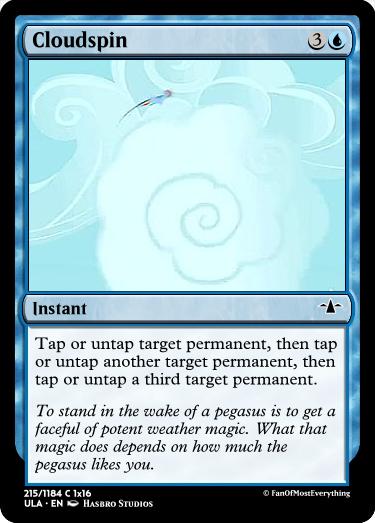 Cloudspin 3
Instant
Tap or untap target permanent, then tap
or untap another target permanent, then
tap or untap a third target permanent.
To stand in the wake of a pegasus is to get a
faceful of potent weather magic. What that
magic does depends on how much the
pegasus likes you.
215/1184 C 1x16
ULA • EN Hasbro Studios
© FanOfMostEverything